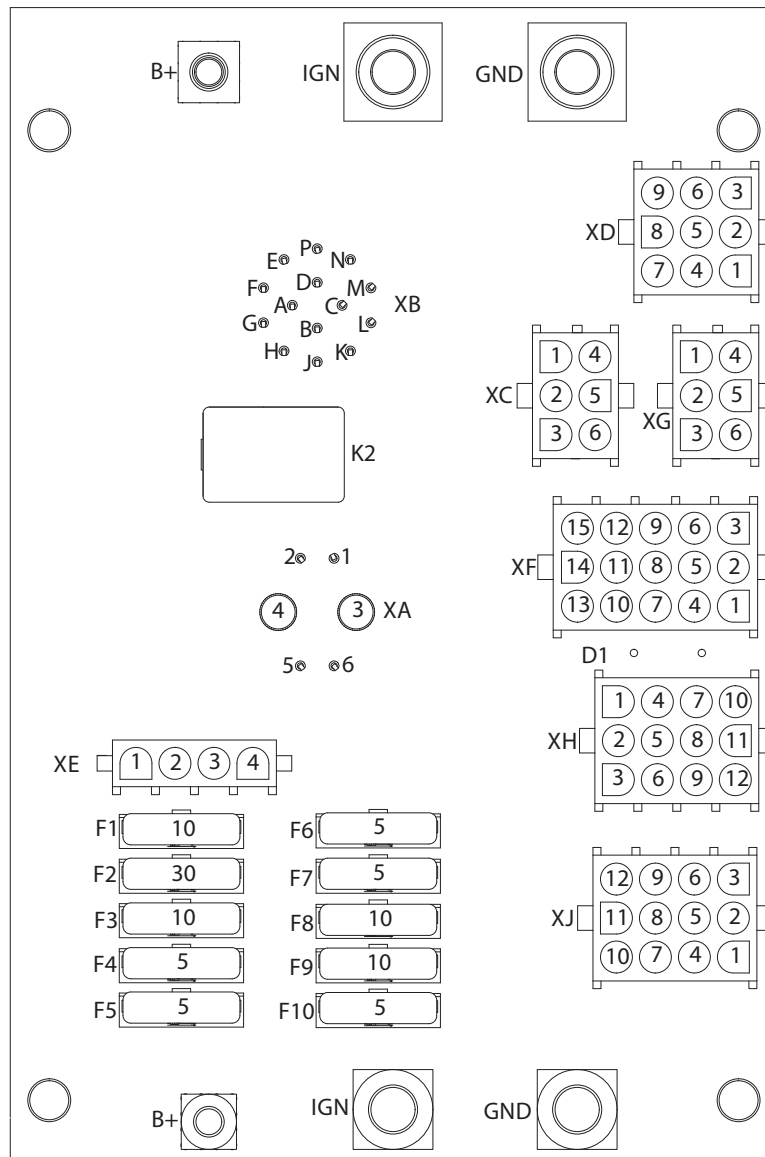 B+ IGN GND
9 6 3
XD 8 5 2
7 4 1
P
E N
D
F M
A C XB
G B L
H J K
1 4 1 4
XC 2 5 XG 2 5
3 6 3 6
K2
15 12 9 6 3
XF 14 11 8 5 2
13 10 7 4 1
2 1
4 3 XA
5 6
D1
1 4 7 10
XH 2 5 8 11
3 6 9 12
XE 1 2 3 4
F1 10 F6 5
F2 30 F7 5
F3 10 F8 10
F4 5 F9 10
F5 5 F10 5
12 9 6 3
XJ 11 8 5 2
10 7 4 1
B+ IGN GND